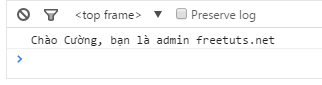 <top frame> Preserve log
Chào Cường, bạn là admin freetuts.net